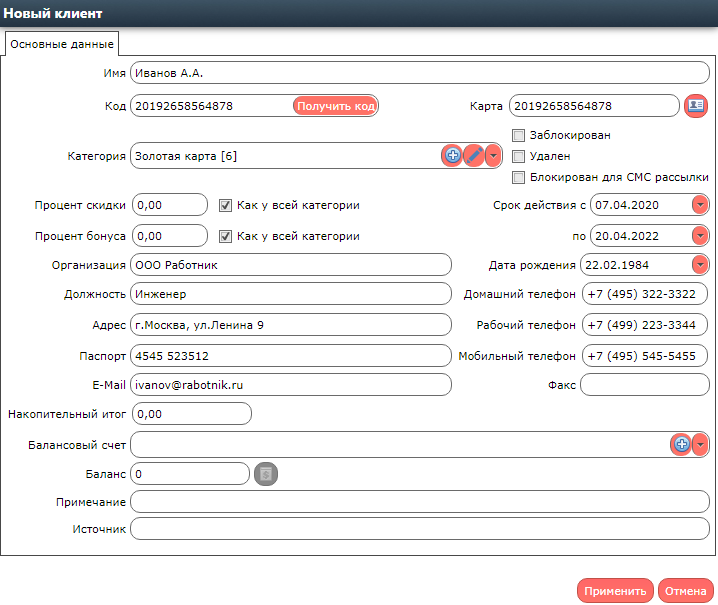 Новый клиент
Основные данные
Имя Иванов А.А.
Код 20192658564878 Получить код Карта 20192658564878
Заблокирован
Категория Золотая карта [6] Удален
Блокирован для СМС рассылки
Процент скидки 0,00 Как у всей категории Срок действия с 07.04.2020
Процент бонуса 0,00 Как у всей категории по 20.04.2022
Организация ООО Работник Дата рождения 22.02.1984
Должность Инженер Домашний телефон +7 (495) 322-3322
Адрес г.Москва, ул.Ленина 9 Рабочий телефон +7 (499) 223-3344
Паспорт 4545 523512 Мобильный телефон +7 (495) 545-5455
E-Mail ivanov@rabotnik.ru Факс
Накопительный итог 0,00
Балансовый счет
Баланс 0
Примечание
Источник
Применить Отмена